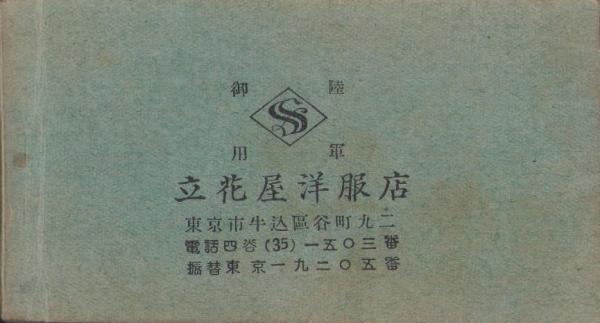 陸軍
御用
S
立花屋洋服店
東京市牛込區谷町九二
電話四谷(35)一五〇三番
振替東京一九二〇五番